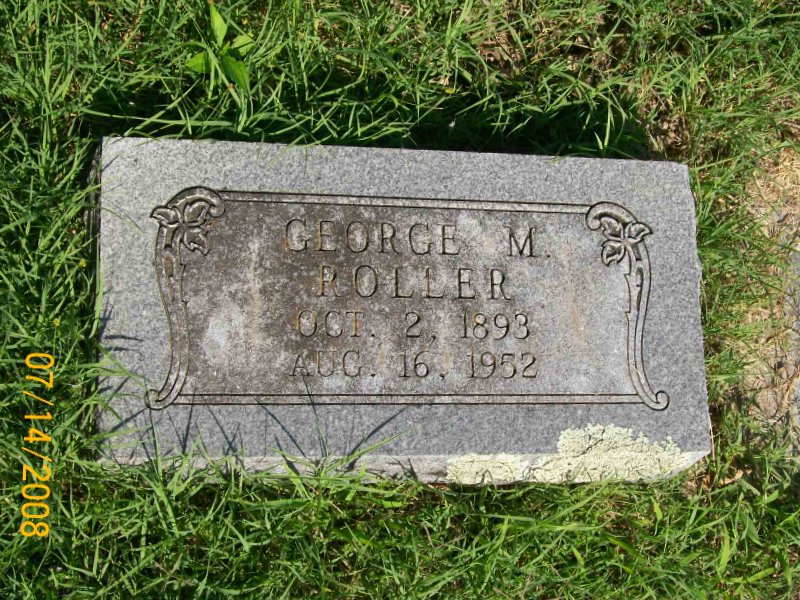 GEORGE M.
ROLLER
OCT. 2, 1893
AUG. 16, 1952
07/14/2008